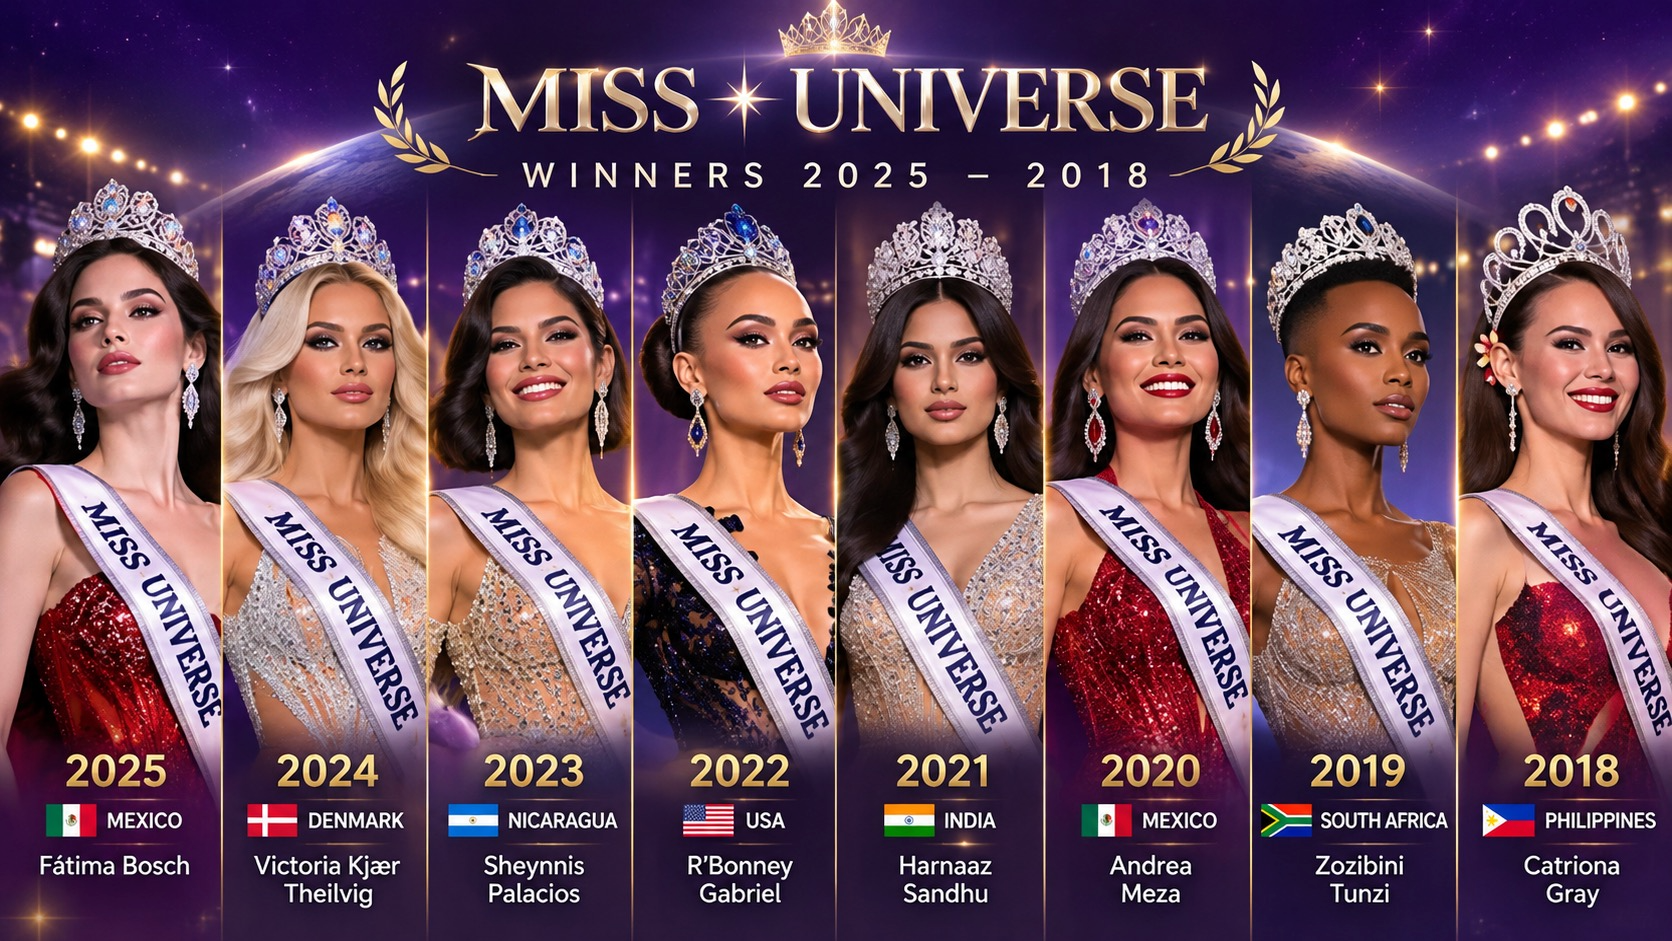 MISS UNIVERSE
WINNERS 2025 – 2018
MISS UNIVERSE
MISS UNIVERSE
MISS UNIVERSE
MISS UNIVERSE
MISS UNIVERSE
MISS UNIVERSE
MISS UNIVERSE
MISS UNIVERSE
2025
MEXICO
Fátima Bosch
2024
DENMARK
Victoria Kjær
Theilvig
2023
NICARAGUA
Sheynnis
Palacios
2022
USA
R’Bonney
Gabriel
2021
INDIA
Harnaaz
Sandhu
2020
MEXICO
Andrea
Meza
2019
SOUTH AFRICA
Zozibini
Tunzi
2018
PHILIPPINES
Catriona
Gray